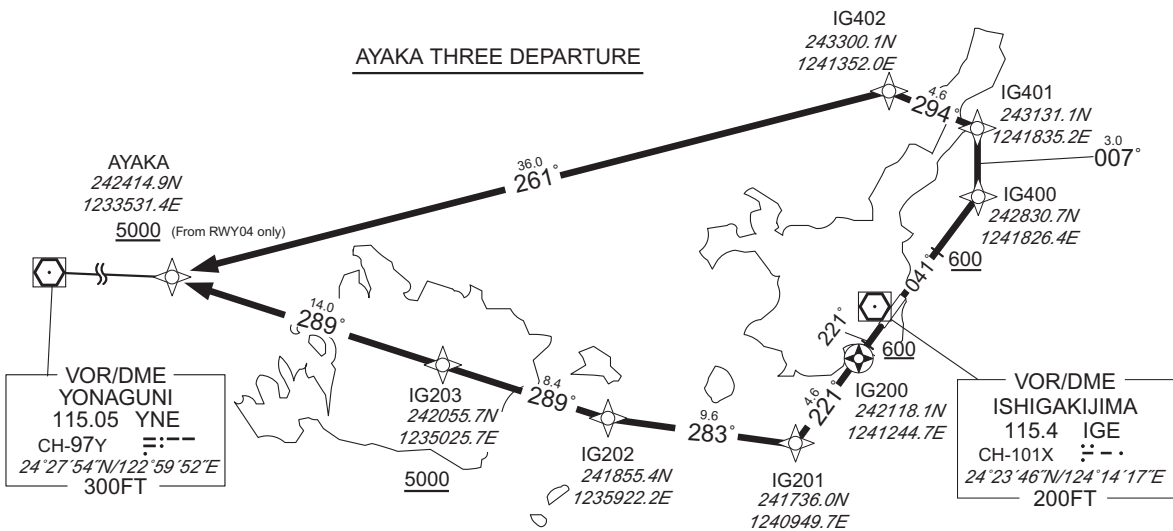 AYAKA THREE DEPARTURE
IG402
243300.1N
1241352.0E
4.6
294°
IG401
243131.1N
1241835.2E
3.0
007°
IG400
242830.7N
1241826.4E
36.0
261°
AYAKA
242414.9N
1233531.4E
5000 (From RWY04 only)
041°
600
221°
600
14.0
289°
IG203
242055.7N
1235025.7E
5000
8.4
289°
IG202
241855.4N
1235922.2E
9.6
283°
IG201
241736.0N
1240949.7E
4.6
221°
IG200
242118.1N
1241244.7E
VOR/DME
YONAGUNI
115.05 YNE
CH-97Y
24°27´54˝N/122°59´52˝E
300FT
VOR/DME
ISHIGAKIJIMA
115.4 IGE
CH-101X
24°23´46˝N/124°14´17˝E
200FT